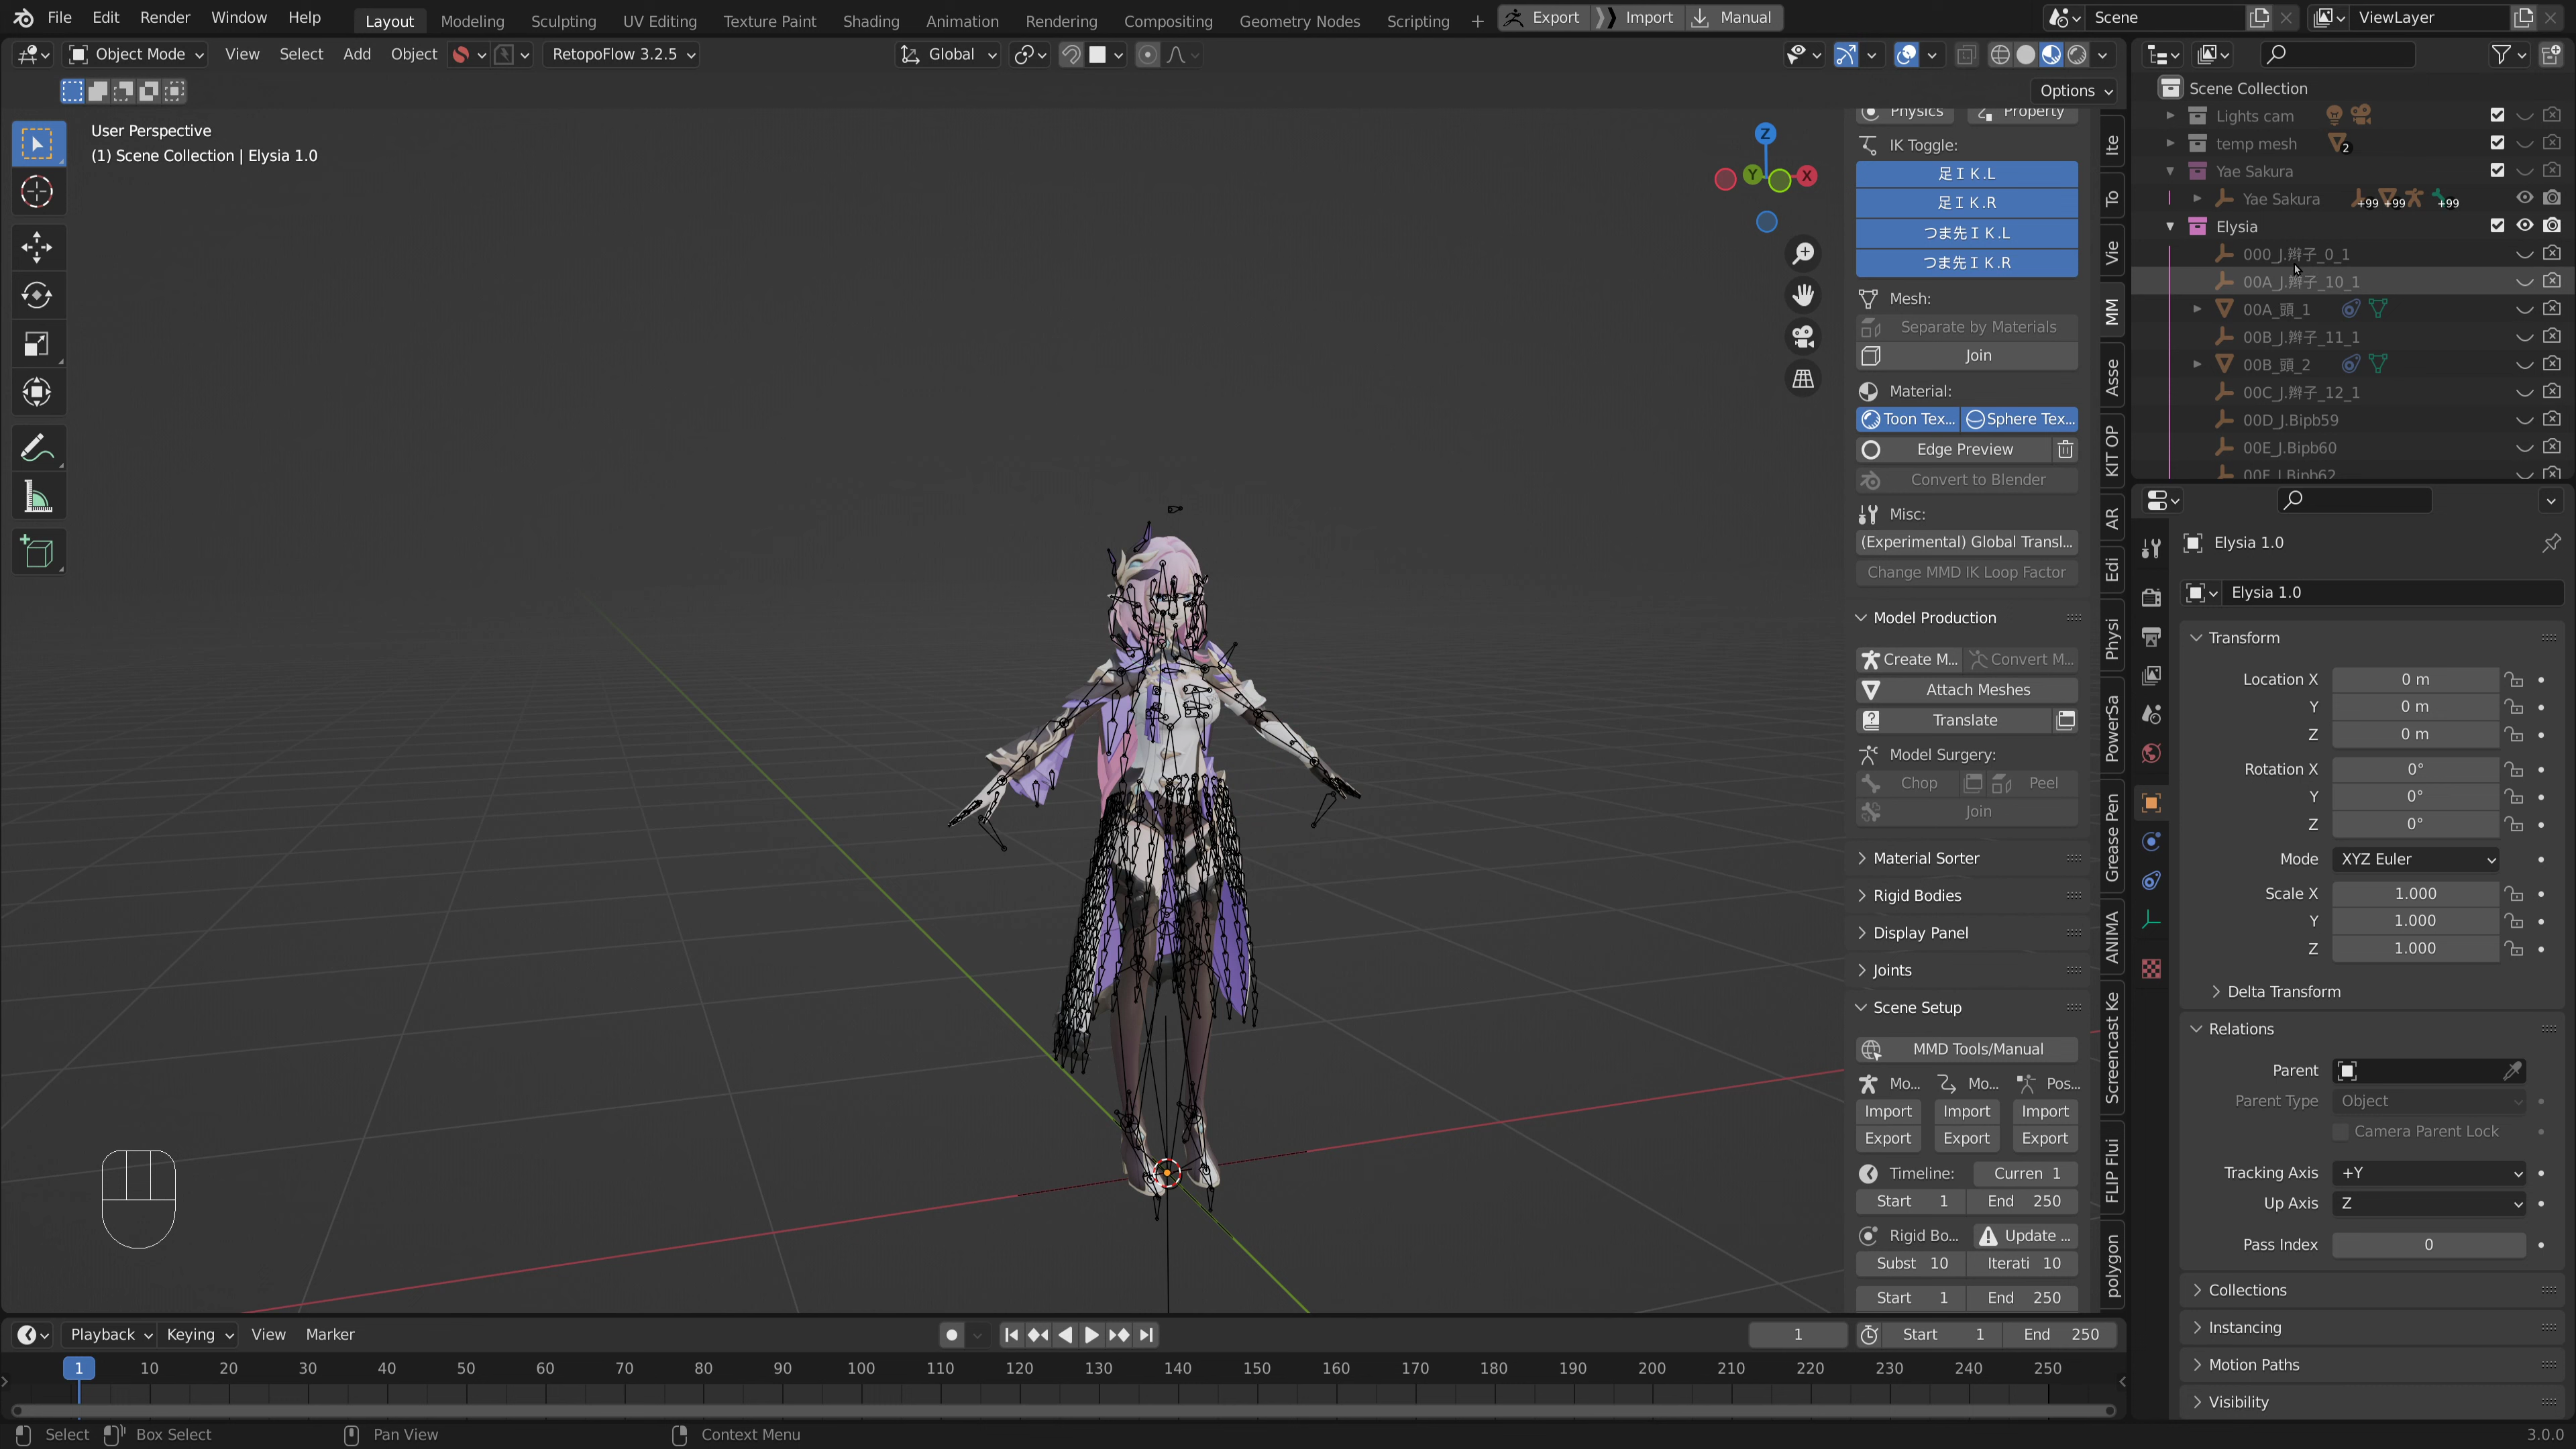 File Edit Render Window Help Layout Modeling Sculpting UV Editing Texture Paint Shading Animation Rendering Compositing Geometry Nodes Scripting + Export Import Manual Scene ViewLayer
Object Mode View Select Add Object RetopoFlow 3.2.5 Global
Options
User Perspective
(1) Scene Collection | Elysia 1.0
Z
Y
X
Physics Property
IK Toggle:
足ＩＫ.L
足ＩＫ.R
つま先ＩＫ.L
つま先ＩＫ.R
Mesh:
Separate by Materials
Join
Material:
Toon Tex... Sphere Tex...
Edge Preview
Convert to Blender
Misc:
(Experimental) Global Transl...
Change MMD IK Loop Factor
Model Production
Create M... Convert M...
Attach Meshes
Translate
Model Surgery:
Chop Peel
Join
Material Sorter
Rigid Bodies
Display Panel
Joints
Scene Setup
MMD Tools/Manual
Mo... Mo... Pos...
Import Import Import
Export Export Export
Timeline: Curren 1
Start 1 End 250
Rigid Bo... Update ...
Subst 10 Iterati 10
Start 1 End 250
Ite
To
Vie
MM
Asse
KIT OP
AR
Edi
Physi
PowerSa
Grease Pen
ANIMA
Screencast Ke
FLIP Flui
polygon
Scene Collection
Lights cam
temp mesh 2
Yae Sakura
Yae Sakura +99 +99 +99
Elysia
000_J.辫子_0_1
00A_J.辫子_10_1
00A_頭_1
00B_J.辫子_11_1
00B_頭_2
00C_J.辫子_12_1
00D_J.Bipb59
00E_J.Bipb60
00F_J.Bipb62
Elysia 1.0
Elysia 1.0
Transform
Location X 0 m
Y 0 m
Z 0 m
Rotation X 0°
Y 0°
Z 0°
Mode XYZ Euler
Scale X 1.000
Y 1.000
Z 1.000
Delta Transform
Relations
Parent
Parent Type Object
Camera Parent Lock
Tracking Axis +Y
Up Axis Z
Pass Index 0
Collections
Instancing
Motion Paths
Visibility
Playback Keying View Marker 1 Start 1 End 250
1 10 20 30 40 50 60 70 80 90 100 110 120 130 140 150 160 170 180 190 200 210 220 230 240 250
Select Box Select Pan View Context Menu 3.0.0